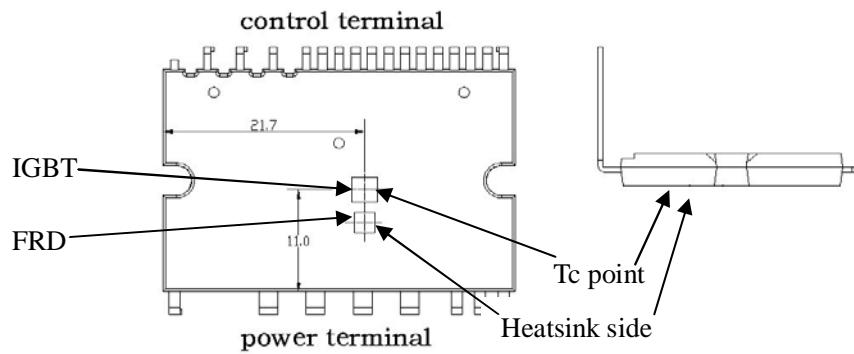 control terminal
21.7
IGBT
FRD
11.0
Tc point
Heatsink side
power terminal